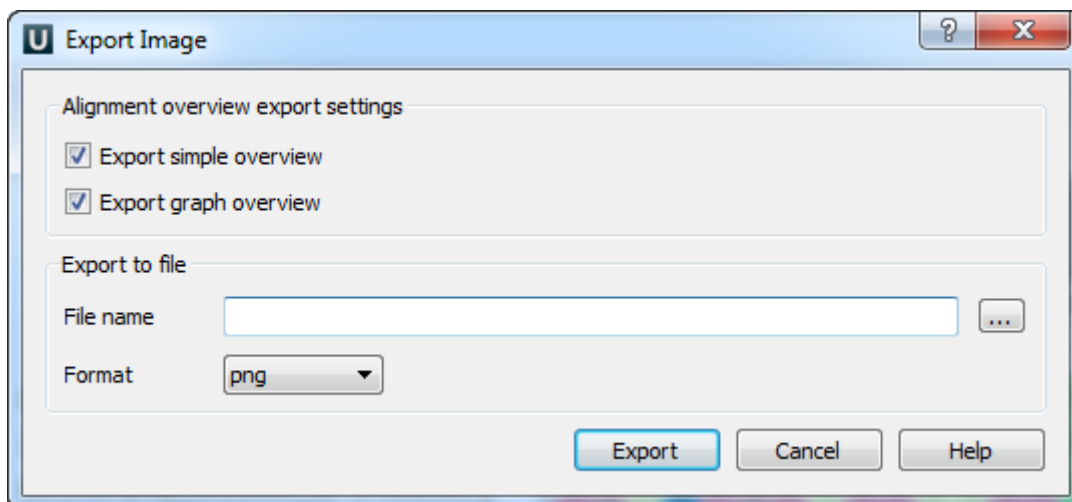 U Export Image ? X
Alignment overview export settings
Export simple overview
Export graph overview
Export to file
File name ...
Format png
Export Cancel Help